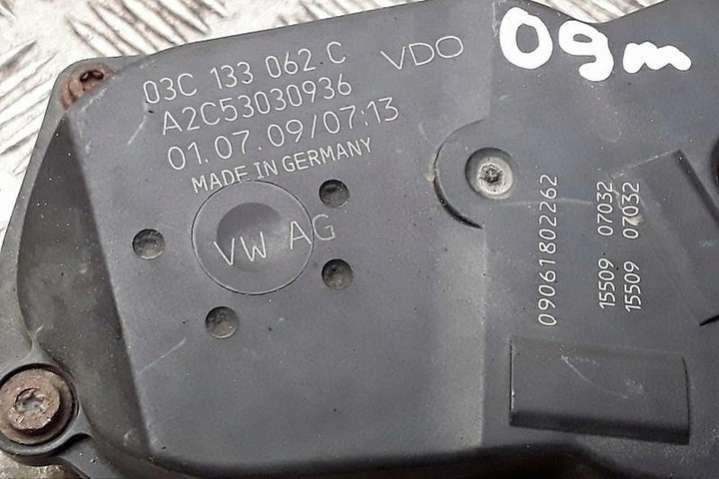 03C 133 062 C VDO
A2C53030936
01.07.09/07:13
MADE IN GERMANY
VW AG
09m
09061802262
15509 07032
15509 07032